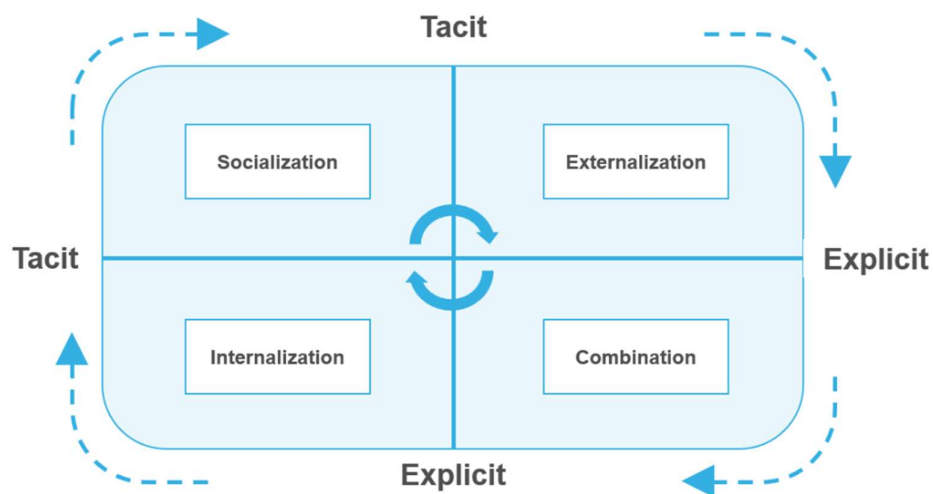 Tacit
Socialization
Externalization
Tacit
Explicit
Internalization
Combination
Explicit